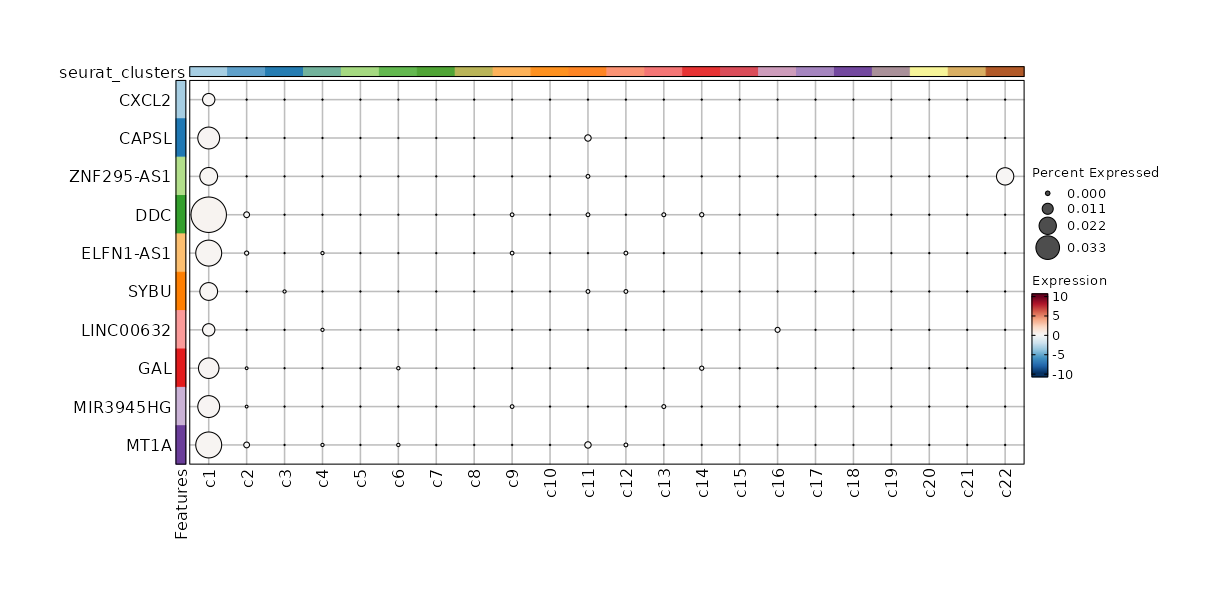 seurat_clusters
CXCL2
CAPSL
ZNF295-AS1
DDC
ELFN1-AS1
SYBU
LINC00632
GAL
MIR3945HG
MT1A
Features
c1
c2
c3
c4
c5
c6
c7
c8
c9
c10
c11
c12
c13
c14
c15
c16
c17
c18
c19
c20
c21
c22
Percent Expressed
0.000
0.011
0.022
0.033
Expression
10
5
0
-5
-10